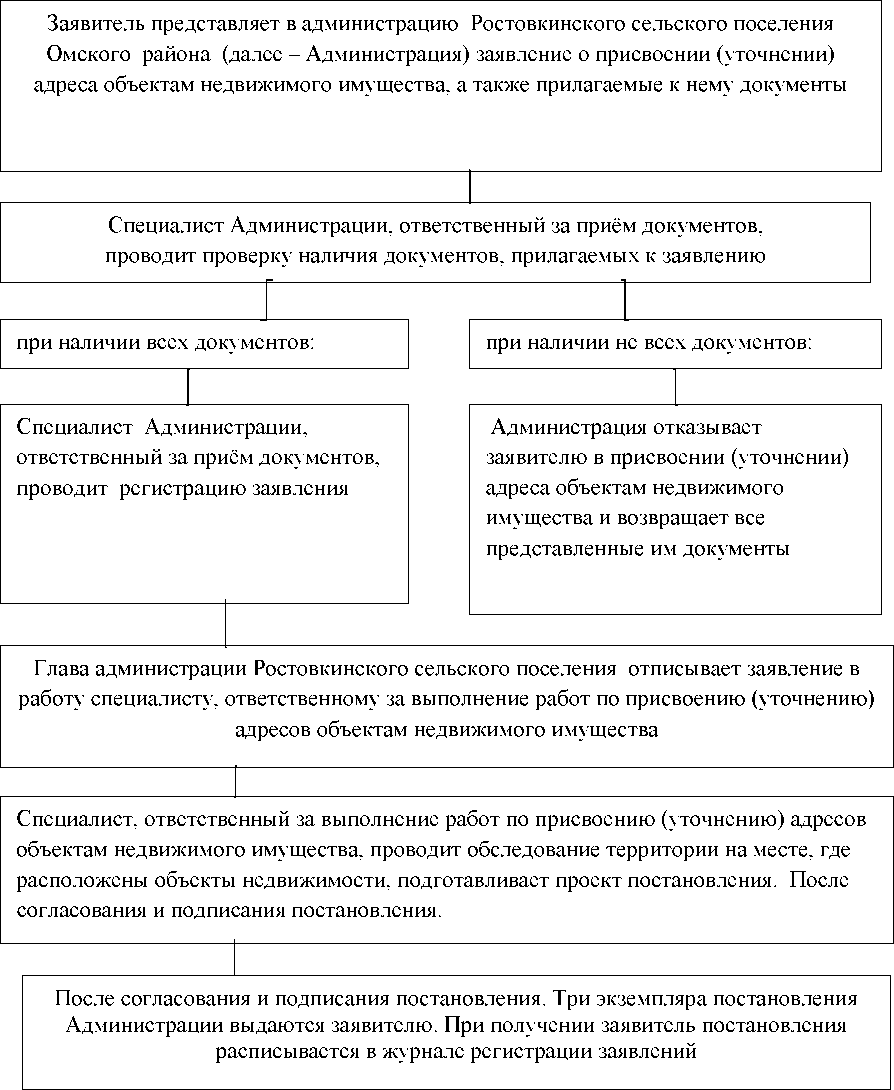 Заявитель представляет в администрацию Ростовкинского сельского поселения
Омского района (далее – Администрация) заявление о присвоении (уточнении)
адреса объектам недвижимого имущества, а также прилагаемые к нему документы
Специалист Администрации, ответственный за приём документов,
проводит проверку наличия документов, прилагаемых к заявлению
при наличии всех документов:
при наличии не всех документов:
Специалист Администрации,
ответственный за приём документов,
проводит регистрацию заявления
Администрация отказывает
заявителю в присвоении (уточнении)
адреса объектам недвижимого
имущества и возвращает все
представленные им документы
Глава администрации Ростовкинского сельского поселения отписывает заявление в
работу специалисту, ответственному за выполнение работ по присвоению (уточнению)
адресов объектам недвижимого имущества
Специалист, ответственный за выполнение работ по присвоению (уточнению) адресов
объектам недвижимого имущества, проводит обследование территории на месте, где
расположены объекты недвижимости, подготавливает проект постановления. После
согласования и подписания постановления.
После согласования и подписания постановления. Три экземпляра постановления
Администрации выдаются заявителю. При получении заявитель постановления
расписывается в журнале регистрации заявлений